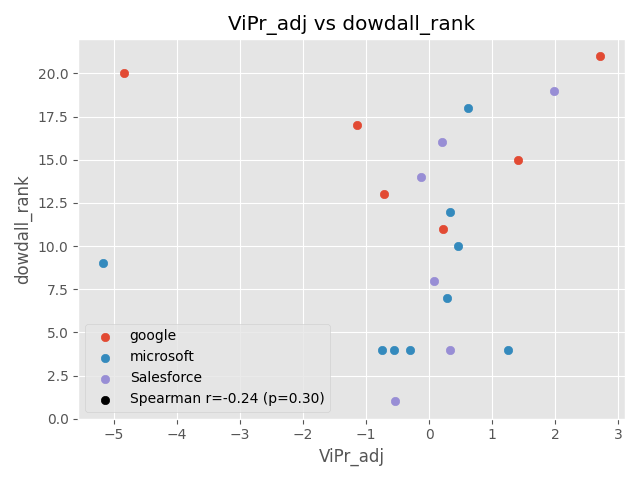 ViPr_adj vs dowdall_rank
dowdall_rank
20.0
17.5
15.0
12.5
10.0
7.5
5.0
2.5
0.0
google
microsoft
Salesforce
Spearman r=-0.24 (p=0.30)
−5 −4 −3 −2 −1 0 1 2 3
ViPr_adj